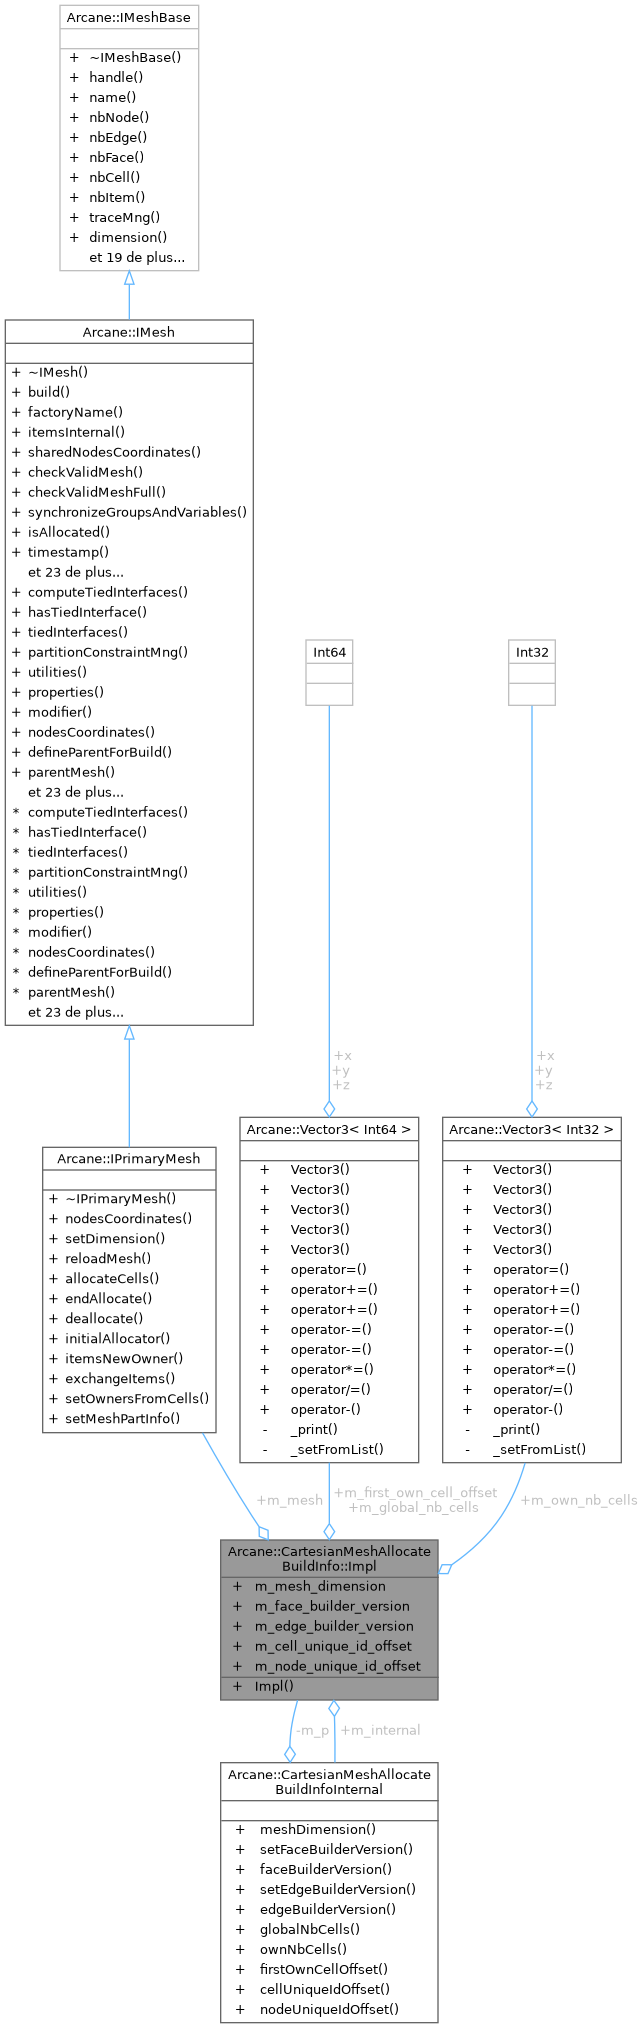 Arcane::IMeshBase
+ ~IMeshBase()
+ handle()
+ name()
+ nbNode()
+ nbEdge()
+ nbFace()
+ nbCell()
+ nbItem()
+ traceMng()
+ dimension()
et 19 de plus...
Arcane::IMesh
+ ~IMesh()
+ build()
+ factoryName()
+ itemsInternal()
+ sharedNodesCoordinates()
+ checkValidMesh()
+ checkValidMeshFull()
+ synchronizeGroupsAndVariables()
+ isAllocated()
+ timestamp()
et 23 de plus...
+ computeTiedInterfaces()
+ hasTiedInterface()
+ tiedInterfaces()
+ partitionConstraintMng()
+ utilities()
+ properties()
+ modifier()
+ nodesCoordinates()
+ defineParentForBuild()
+ parentMesh()
et 23 de plus...
* computeTiedInterfaces()
* hasTiedInterface()
* tiedInterfaces()
* partitionConstraintMng()
* utilities()
* properties()
* modifier()
* nodesCoordinates()
* defineParentForBuild()
* parentMesh()
et 23 de plus...
Int64
Int32
+x
+y
+z
+x
+y
+z
Arcane::IPrimaryMesh
+ ~IPrimaryMesh()
+ nodesCoordinates()
+ setDimension()
+ reloadMesh()
+ allocateCells()
+ endAllocate()
+ deallocate()
+ initialAllocator()
+ itemsNewOwner()
+ exchangeItems()
+ setOwnersFromCells()
+ setMeshPartInfo()
Arcane::Vector3< Int64 >
+ Vector3()
+ Vector3()
+ Vector3()
+ Vector3()
+ Vector3()
+ operator=()
+ operator+=()
+ operator+=()
+ operator-=()
+ operator-=()
+ operator*=()
+ operator/=()
+ operator-()
- _print()
- _setFromList()
Arcane::Vector3< Int32 >
+ Vector3()
+ Vector3()
+ Vector3()
+ Vector3()
+ Vector3()
+ operator=()
+ operator+=()
+ operator+=()
+ operator-=()
+ operator-=()
+ operator*=()
+ operator/=()
+ operator-()
- _print()
- _setFromList()
+m_mesh
+m_first_own_cell_offset
+m_global_nb_cells
+m_own_nb_cells
Arcane::CartesianMeshAllocate
BuildInfo::Impl
+ m_mesh_dimension
+ m_face_builder_version
+ m_edge_builder_version
+ m_cell_unique_id_offset
+ m_node_unique_id_offset
+ Impl()
-m_p
+m_internal
Arcane::CartesianMeshAllocate
BuildInfoInternal
+ meshDimension()
+ setFaceBuilderVersion()
+ faceBuilderVersion()
+ setEdgeBuilderVersion()
+ edgeBuilderVersion()
+ globalNbCells()
+ ownNbCells()
+ firstOwnCellOffset()
+ cellUniqueIdOffset()
+ nodeUniqueIdOffset()